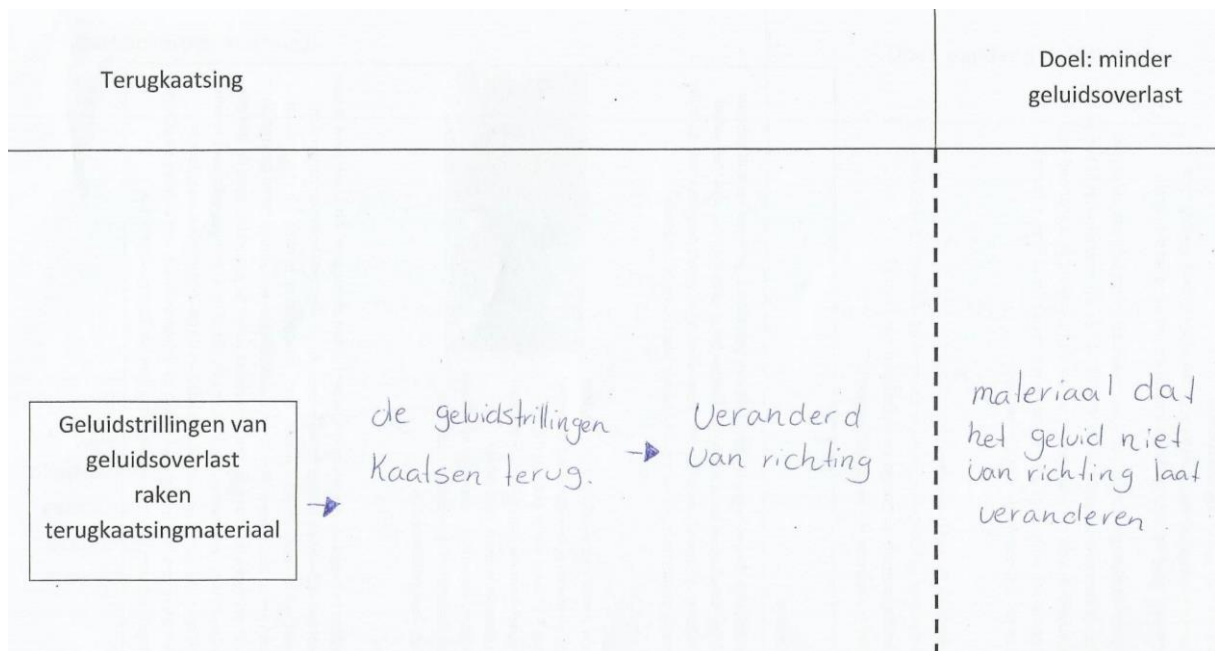 Terugkaatsing
Doel: minder
geluidsoverlast
Geluidstrillingen van
geluidsoverlast
raken
terugkaatsingmateriaal
de geluidstrillingen
Kaatsen terug.
Veranderd
van richting
materiaal dat
het geluid niet
van richting laat
veranderen